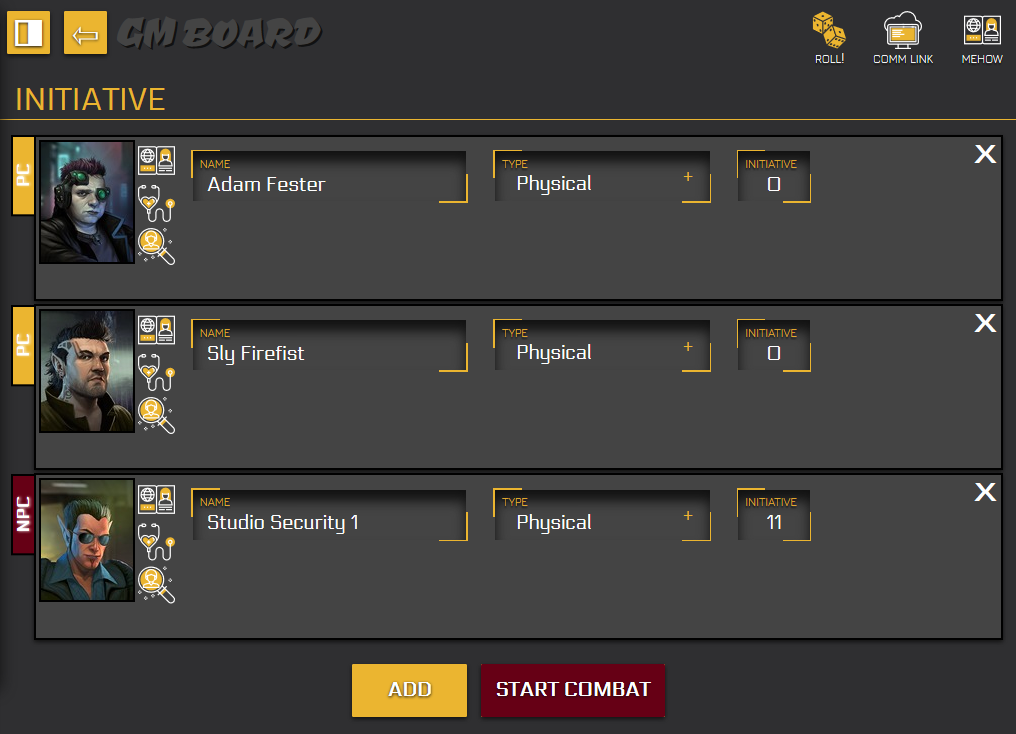 GM BOARD
ROLL!
COMM LINK
MEHOW
INITIATIVE
PC
NAME
Adam Fester
TYPE
Physical
+
INITIATIVE
0
X
PC
NAME
Sly Firefist
TYPE
Physical
+
INITIATIVE
0
X
NPC
NAME
Studio Security 1
TYPE
Physical
+
INITIATIVE
11
X
ADD
START COMBAT